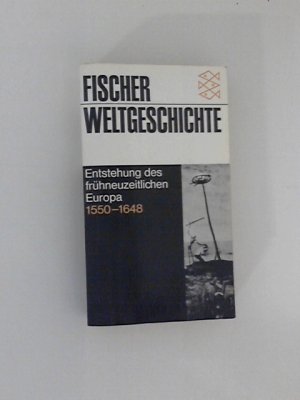 FISCHER
WELTGESCHICHTE
Entstehung des
frühneuzeitlichen
Europa
1550–1648